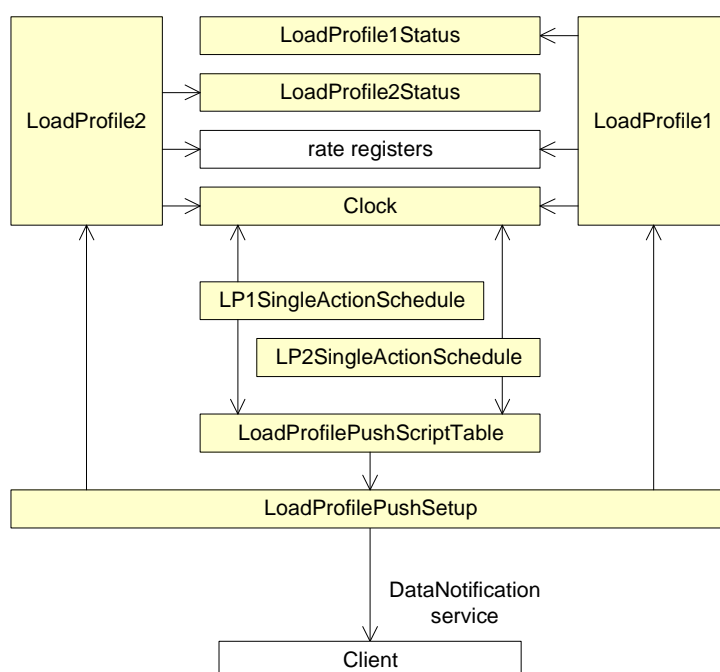 LoadProfile1Status
LoadProfile2Status
LoadProfile2
LoadProfile1
rate registers
Clock
LP1SingleActionSchedule
LP2SingleActionSchedule
LoadProfilePushScriptTable
LoadProfilePushSetup
DataNotification
service
Client